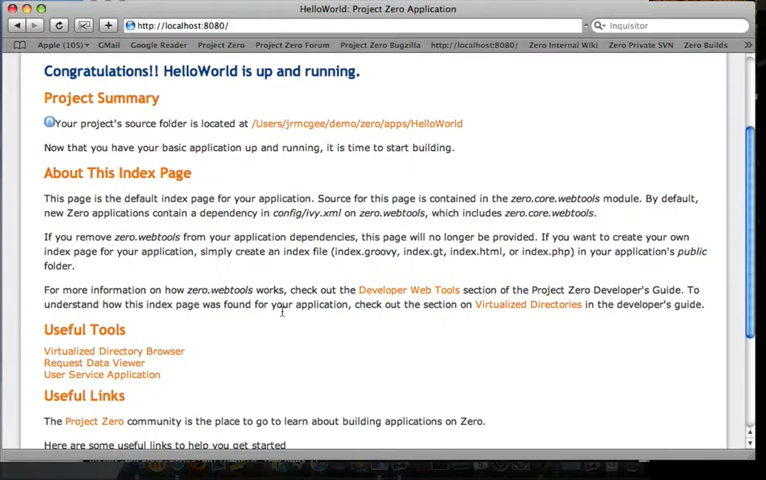 HelloWorld: Project Zero Application
http://localhost:8080/
Inquisitor
Apple (105) GMail Google Reader Project Zero Project Zero Forum Project Zero Bugzilla http://localhost:8080/ Zero Internal Wiki Zero Private SVN Zero Builds
Congratulations!! HelloWorld is up and running.
Project Summary
Your project's source folder is located at /Users/jrmcgee/demo/zero/apps/HelloWorld
Now that you have your basic application up and running, it is time to start building.
About This Index Page
This page is the default index page for your application. Source for this page is contained in the zero.core.webtools module. By default,
new Zero applications contain a dependency in config/ivy.xml on zero.webtools, which includes zero.core.webtools.
If you remove zero.webtools from your application dependencies, this page will no longer be provided. If you want to create your own
index page for your application, simply create an index file (index.groovy, index.gt, index.html, or index.php) in your application's public
folder.
For more information on how zero.webtools works, check out the Developer Web Tools section of the Project Zero Developer's Guide. To
understand how this index page was found for your application, check out the section on Virtualized Directories in the developer's guide.
Useful Tools
Virtualized Directory Browser
Request Data Viewer
User Service Application
Useful Links
The Project Zero community is the place to go to learn about building applications on Zero.
Here are some useful links to help you get started